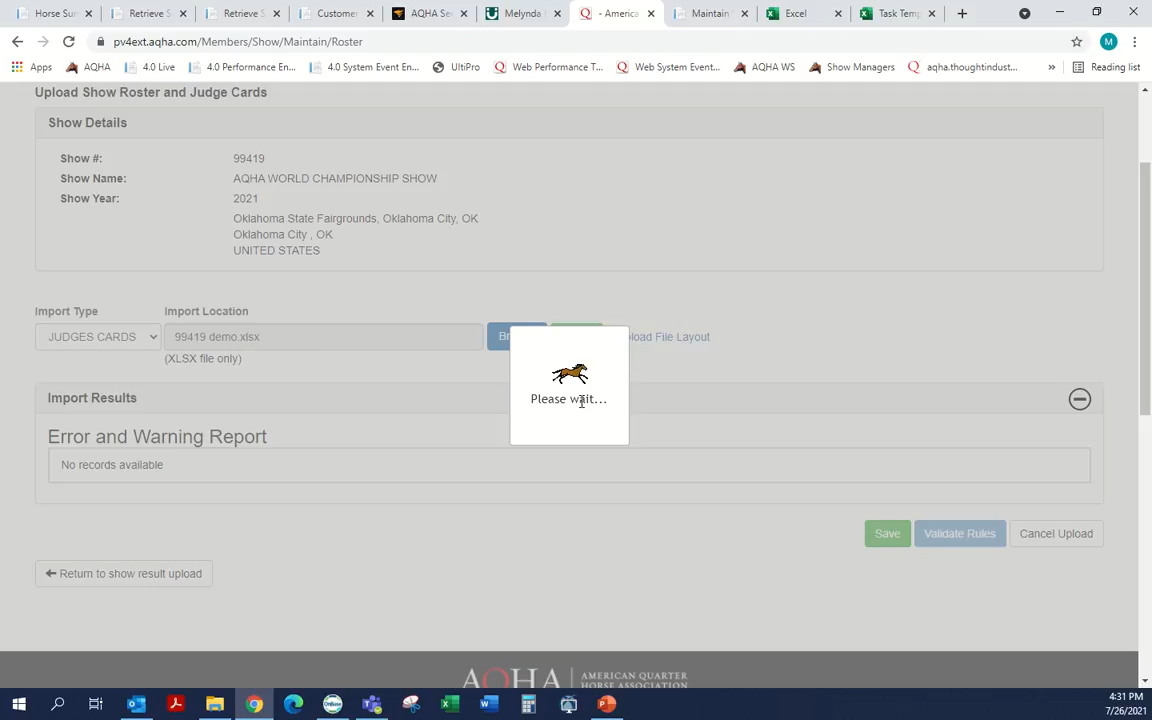 Horse Sum
Retrieve S
Retrieve S
Customer
AQHA Se
Melynda
- America
Maintain
Excel
Task Temp
pv4ext.aqha.com/Members/Show/Maintain/Roster
M
Apps
AQHA
4.0 Live
4.0 Performance En...
4.0 System Event En...
UltiPro
Web Performance T...
Web System Event...
AQHA WS
Show Managers
aqha.thoughtindust...
»
Reading list
Upload Show Roster and Judge Cards
Show Details
Show #: 99419
Show Name: AQHA WORLD CHAMPIONSHIP SHOW
Show Year: 2021
Oklahoma State Fairgrounds, Oklahoma City, OK
Oklahoma City , OK
UNITED STATES
Import Type Import Location
JUDGES CARDS 99419 demo.xlsx Br load File Layout
(XLSX file only)
Please wait...
Import Results
Error and Warning Report
No records available
Save Validate Rules Cancel Upload
Return to show result upload
AQHA AMERICAN QUARTER
HORSE ASSOCIATION
4:31 PM
7/26/2021